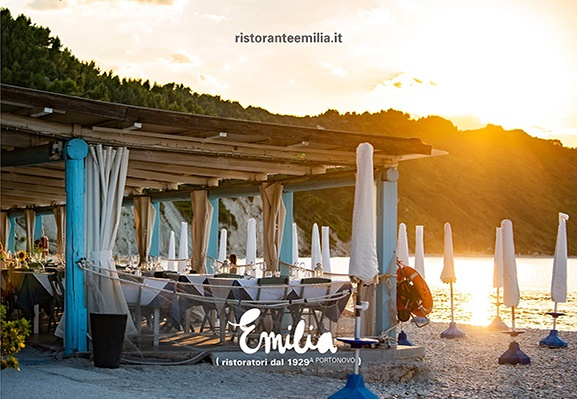 ristoranteemilia.it
Emilia
( ristoratori dal 1929 A PORTONOVO )